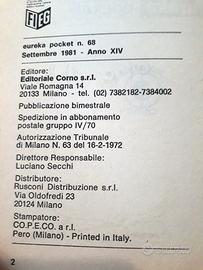 FIEG
eureka pocket n. 68
Settembre 1981 - Anno XIV
Editore:
Editoriale Corno s.r.l.
Viale Romagna 14
20133 Milano - tel. (02) 7382182-7384002
Pubblicazione bimestrale
Spedizione in abbonamento
postale gruppo IV/70
Autorizzazione Tribunale
di Milano N. 63 del 16-2-1972
Direttore Responsabile:
Luciano Secchi
Distributore:
Rusconi Distribuzione s.r.l.
Via Oldofredi 23
20124 Milano
Stampatore:
CO.PE.CO. a r.l.
Pero (Milano) - Printed in Italy.
2
subito